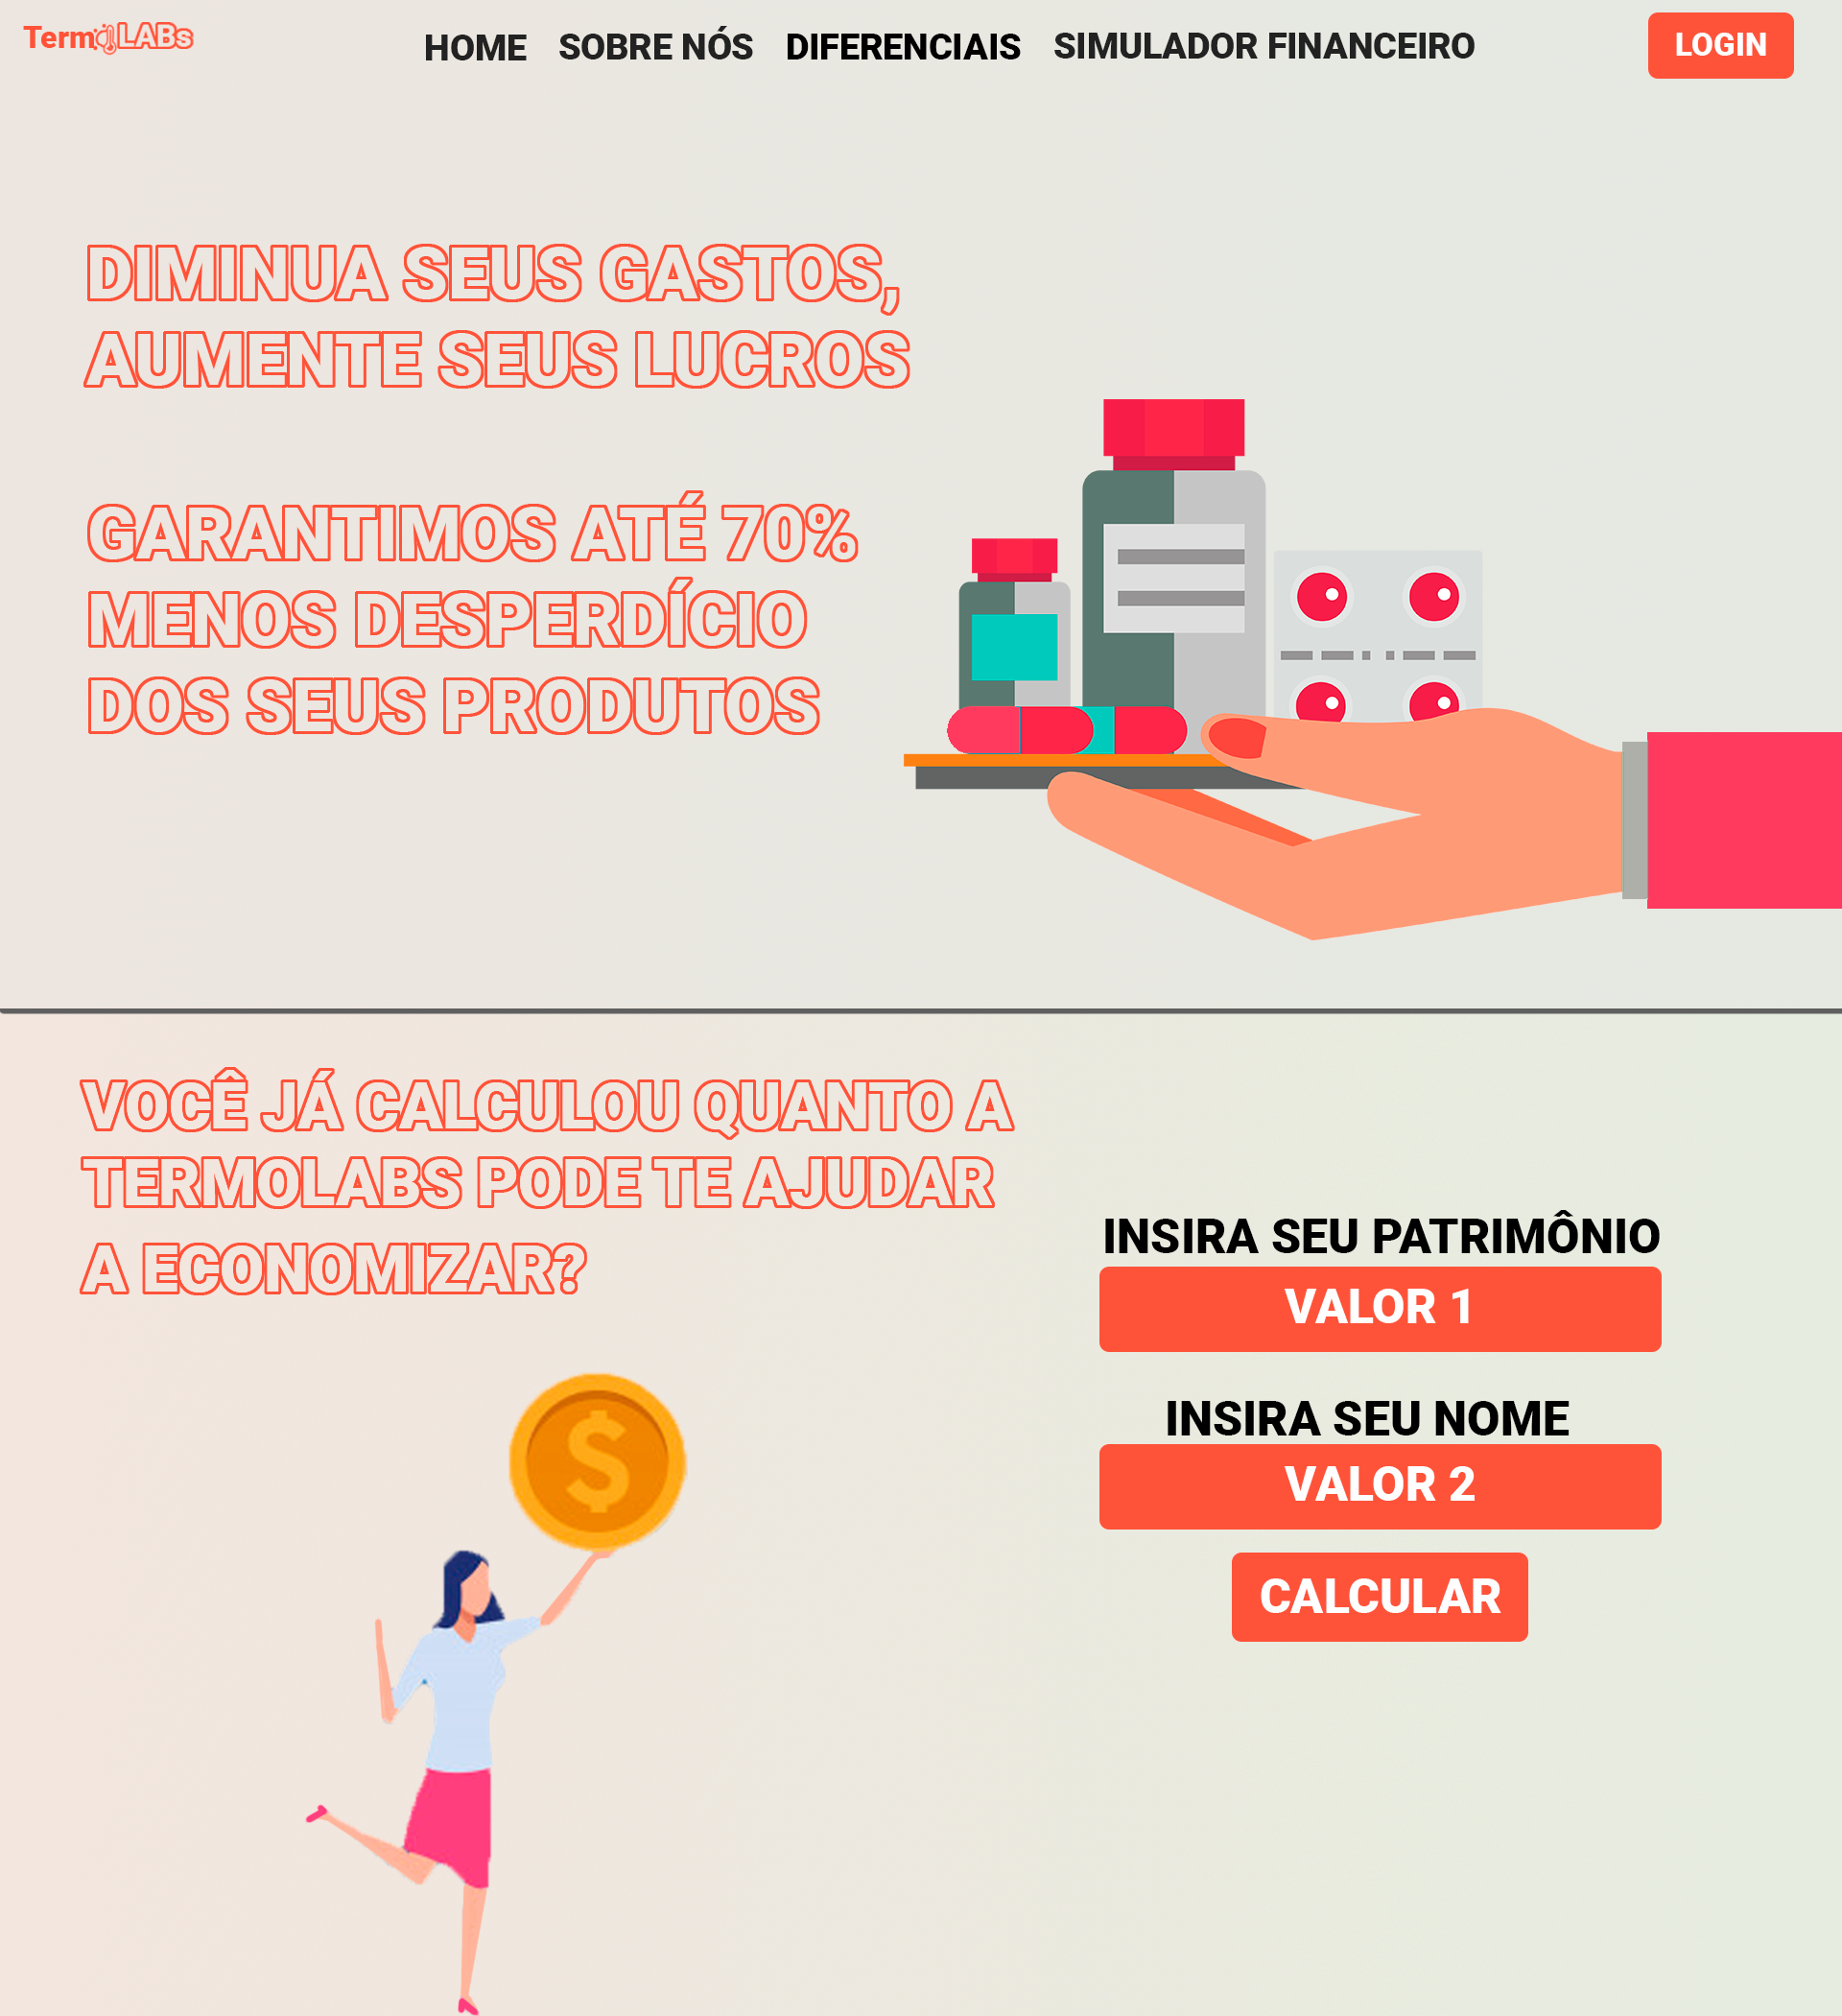 TermoLABs
HOME SOBRE NÓS DIFERENCIAIS SIMULADOR FINANCEIRO
LOGIN
DIMINUA SEUS GASTOS,
AUMENTE SEUS LUCROS
GARANTIMOS ATÉ 70%
MENOS DESPERDÍCIO
DOS SEUS PRODUTOS
VOCÊ JÁ CALCULOU QUANTO A
TERMOLABS PODE TE AJUDAR
A ECONOMIZAR?
$
INSIRA SEU PATRIMÔNIO
VALOR 1
INSIRA SEU NOME
VALOR 2
CALCULAR